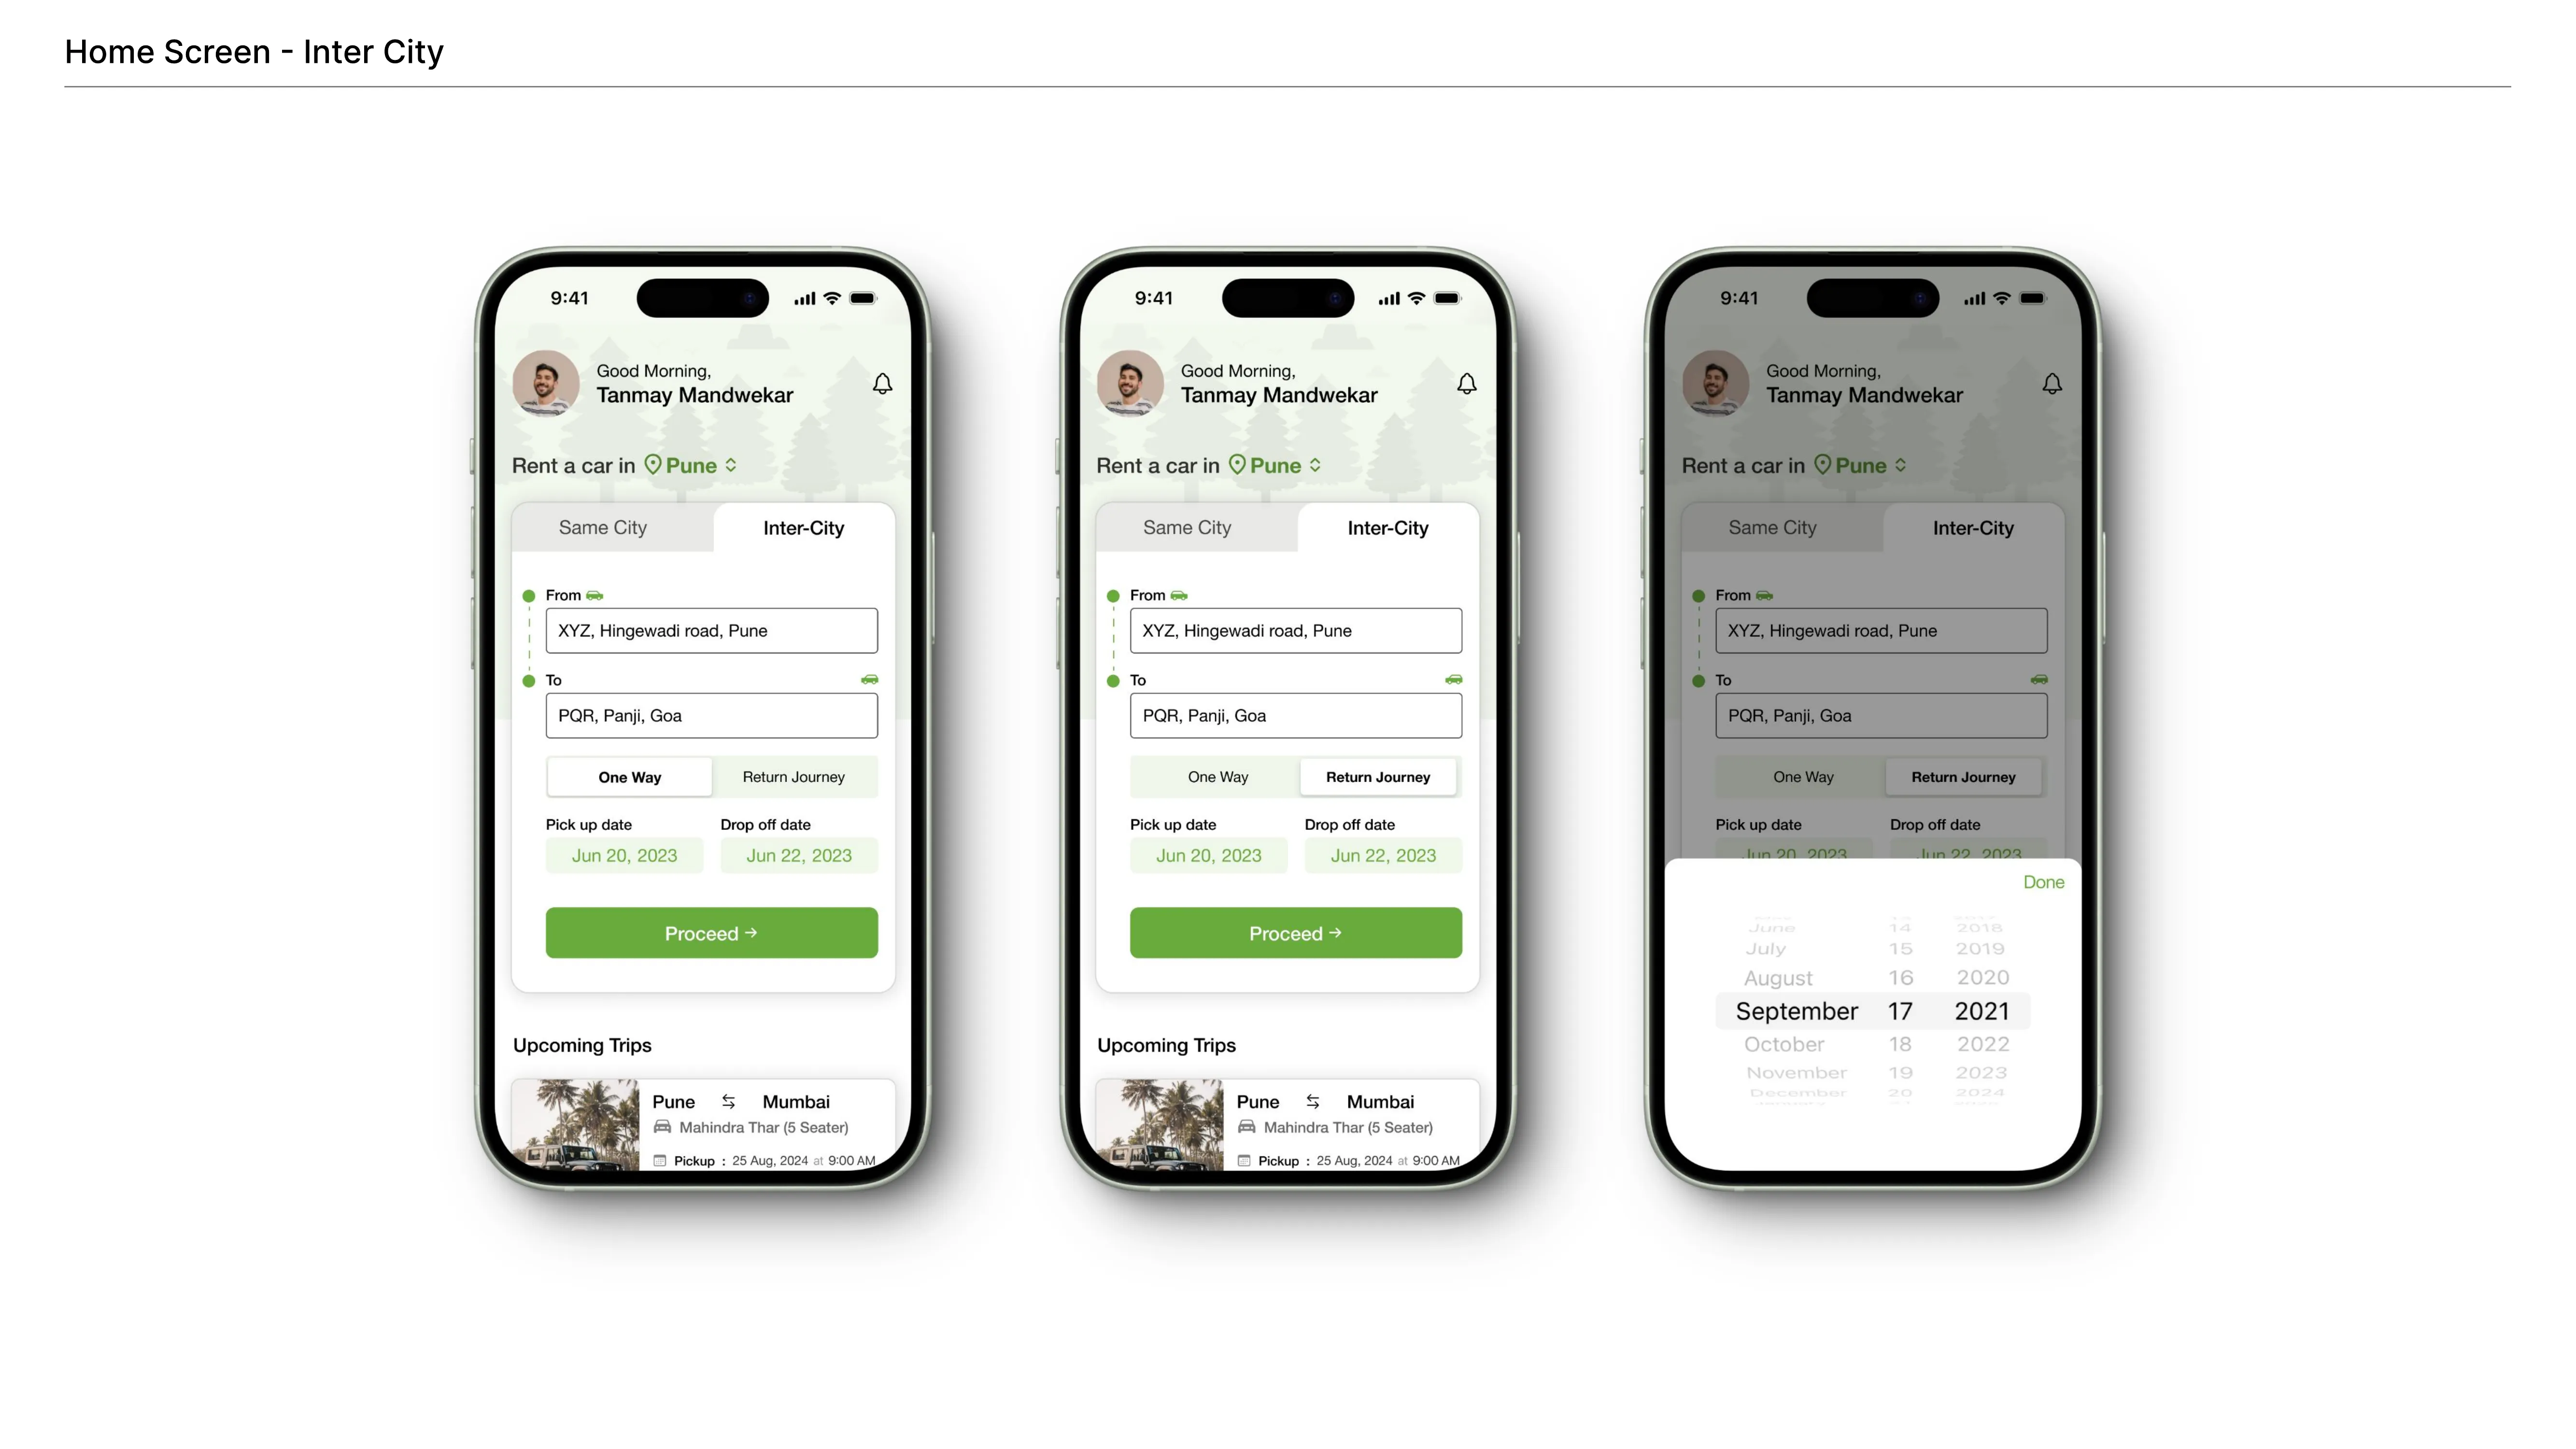 Home Screen - Inter City
9:41
Good Morning,
Tanmay Mandwekar
Rent a car in Pune
Same City Inter-City
From
XYZ, Hingewadi road, Pune
To
PQR, Panji, Goa
One Way Return Journey
Pick up date Drop off date
Jun 20, 2023 Jun 22, 2023
Proceed →
Upcoming Trips
Pune Mumbai
Mahindra Thar (5 Seater)
Pickup : 25 Aug, 2024 at 9:00 AM
9:41
Good Morning,
Tanmay Mandwekar
Rent a car in Pune
Same City Inter-City
From
XYZ, Hingewadi road, Pune
To
PQR, Panji, Goa
One Way Return Journey
Pick up date Drop off date
Jun 20, 2023 Jun 22, 2023
Proceed →
Upcoming Trips
Pune Mumbai
Mahindra Thar (5 Seater)
Pickup : 25 Aug, 2024 at 9:00 AM
9:41
Good Morning,
Tanmay Mandwekar
Rent a car in Pune
Same City Inter-City
From
XYZ, Hingewadi road, Pune
To
PQR, Panji, Goa
One Way Return Journey
Pick up date Drop off date
Jun 20, 2023 Jun 22, 2023
Done
June 14 2018
July 15 2019
August 16 2020
September 17 2021
October 18 2022
November 19 2023
December 20 2024